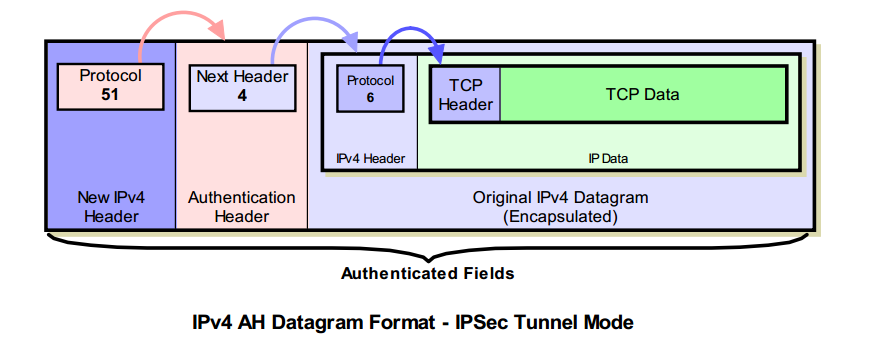 Protocol
51
Next Header
4
Protocol
6
TCP
Header
TCP Data
IPv4 Header
IP Data
New IPv4
Header
Authentication
Header
Original IPv4 Datagram
(Encapsulated)
Authenticated Fields
IPv4 AH Datagram Format - IPSec Tunnel Mode